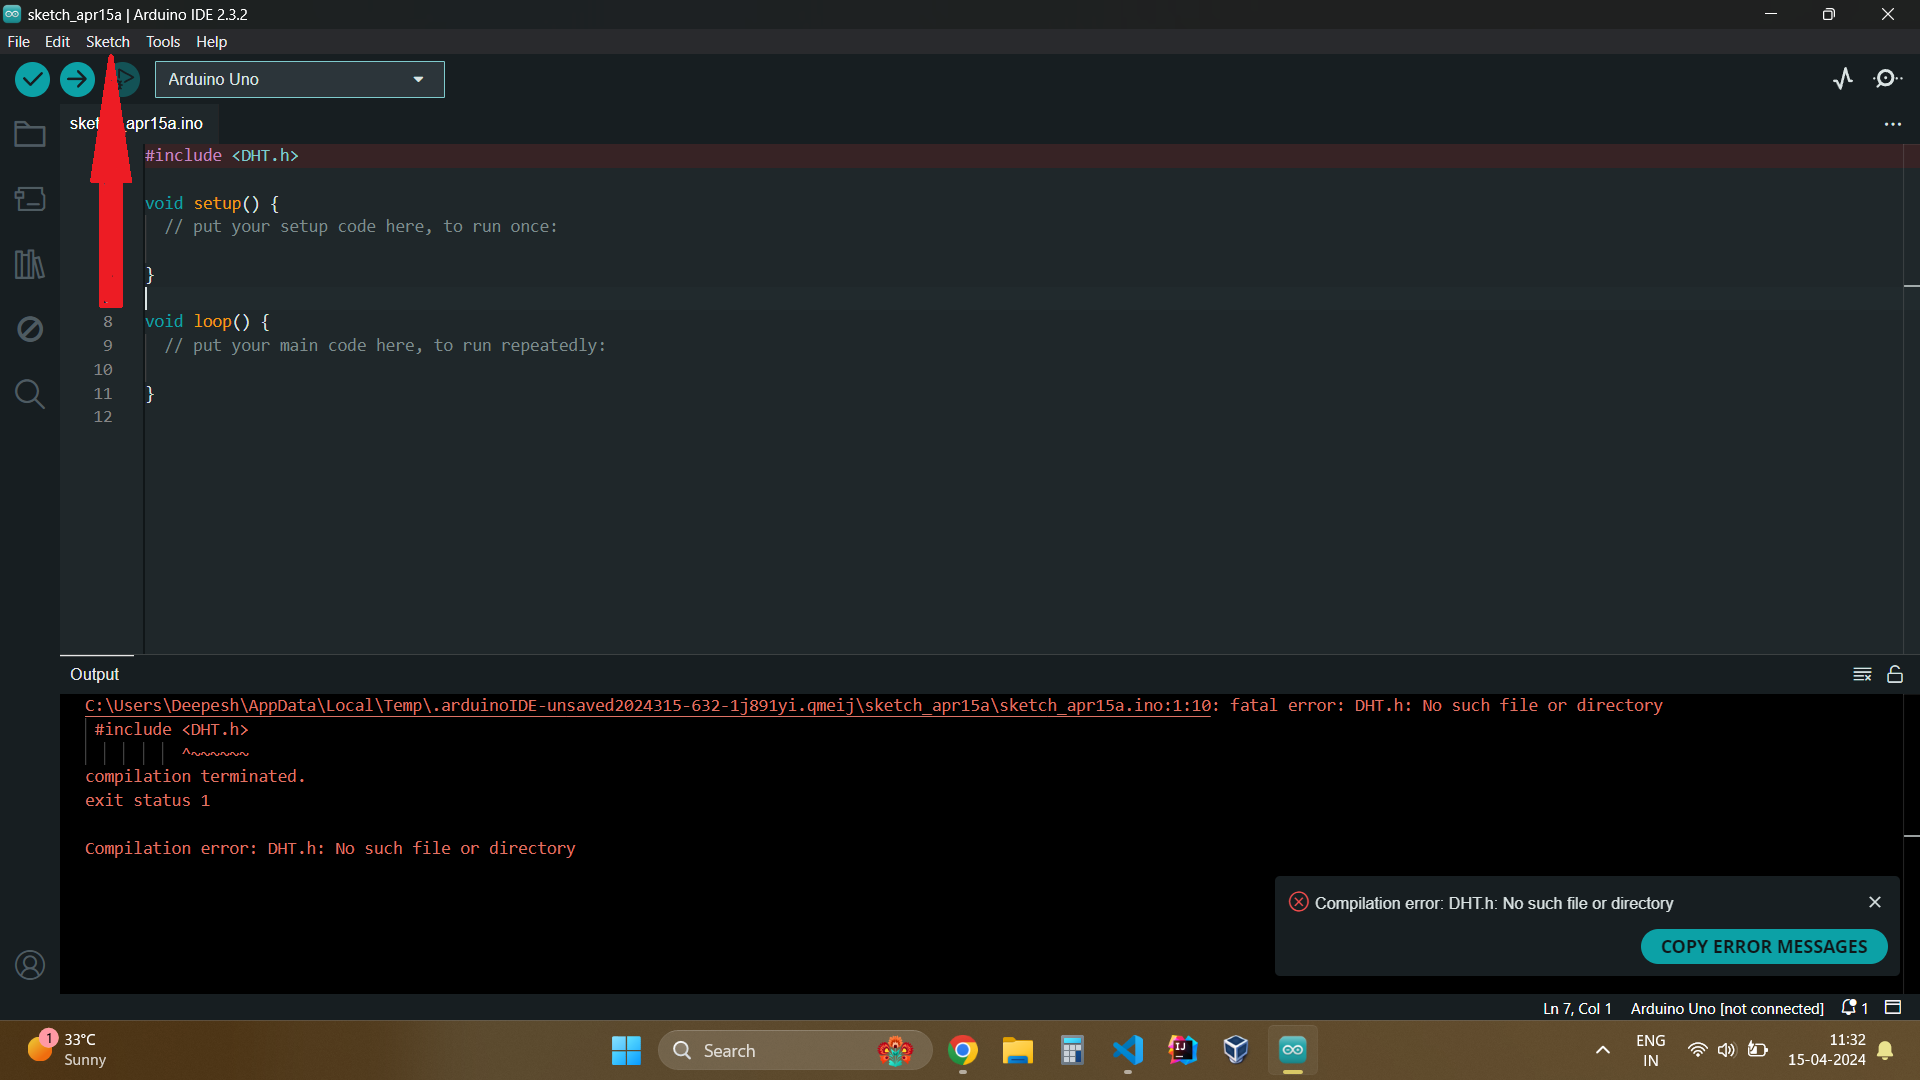 sketch_apr15a | Arduino IDE 2.3.2
File Edit Sketch Tools Help
Arduino Uno
apr15a.ino
#include <DHT.h>
void setup() {
// put your setup code here, to run once:
}
8 void loop() {
9 // put your main code here, to run repeatedly:
10
11 }
12
Output
C:\Users\Deepesh\AppData\Local\Temp\.arduinoIDE-unsaved2024315-632-1j891yi.qmeij\sketch_apr15a\sketch_apr15a.ino:1:10: fatal error: DHT.h: No such file or directory
#include <DHT.h>
^~~~~~~
compilation terminated.
exit status 1
Compilation error: DHT.h: No such file or directory
Compilation error: DHT.h: No such file or directory
COPY ERROR MESSAGES
Ln 7, Col 1 Arduino Uno [not connected] 1
1
33°C
Sunny
Search
IJ
ENG
IN
11:32
15-04-2024